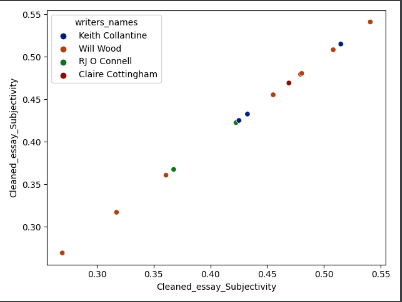 writers_names
Keith Collantine
Will Wood
RJ O Connell
Claire Cottingham
Cleaned_essay_Subjectivity
0.55
0.50
0.45
0.40
0.35
0.30
0.30 0.35 0.40 0.45 0.50 0.55
Cleaned_essay_Subjectivity